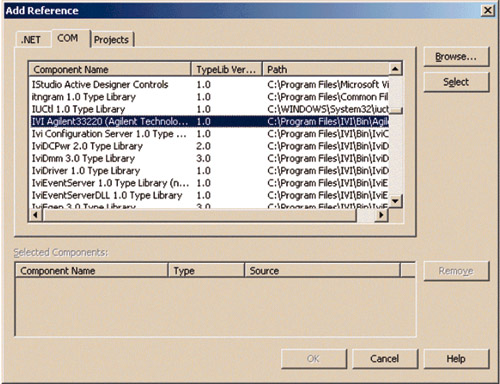 Add Reference
.NET COM Projects
Browse...
Select
Component Name TypeLib Ver... Path
IStudio Active Designer Controls 1.0 C:\Program Files\Microsoft Vi
itngram 1.0 Type Library 1.0 C:\Program Files\Common Fil
IUCtl 1.0 Type Library 1.0 C:\WINDOWS\System32\iuct
IVI Agilent33220 (Agilent Technolo... 1.0 C:\Program Files\IVI\Bin\Agile
Ivi Configuration Server 1.0 Type ... 1.0 C:\Program Files\IVI\Bin\IviC
IviDCPwr 2.0 Type Library 2.0 C:\Program Files\IVI\Bin\IviD
IviDmm 3.0 Type Library 3.0 C:\Program Files\IVI\Bin\IviD
IviDriver 1.0 Type Library 1.0 C:\Program Files\IVI\Bin\IviD
IviEventServer 1.0 Type Library (n... 1.0 C:\Program Files\IVI\Bin\IviE
IviEventServerDLL 1.0 Type Library 1.0 C:\Program Files\IVI\Bin\IviE
IviFgen 3.0 Type Library 3.0 C:\Program Files\IVI\Bin\IviF
Selected Components:
Component Name Type Source
Remove
OK Cancel Help